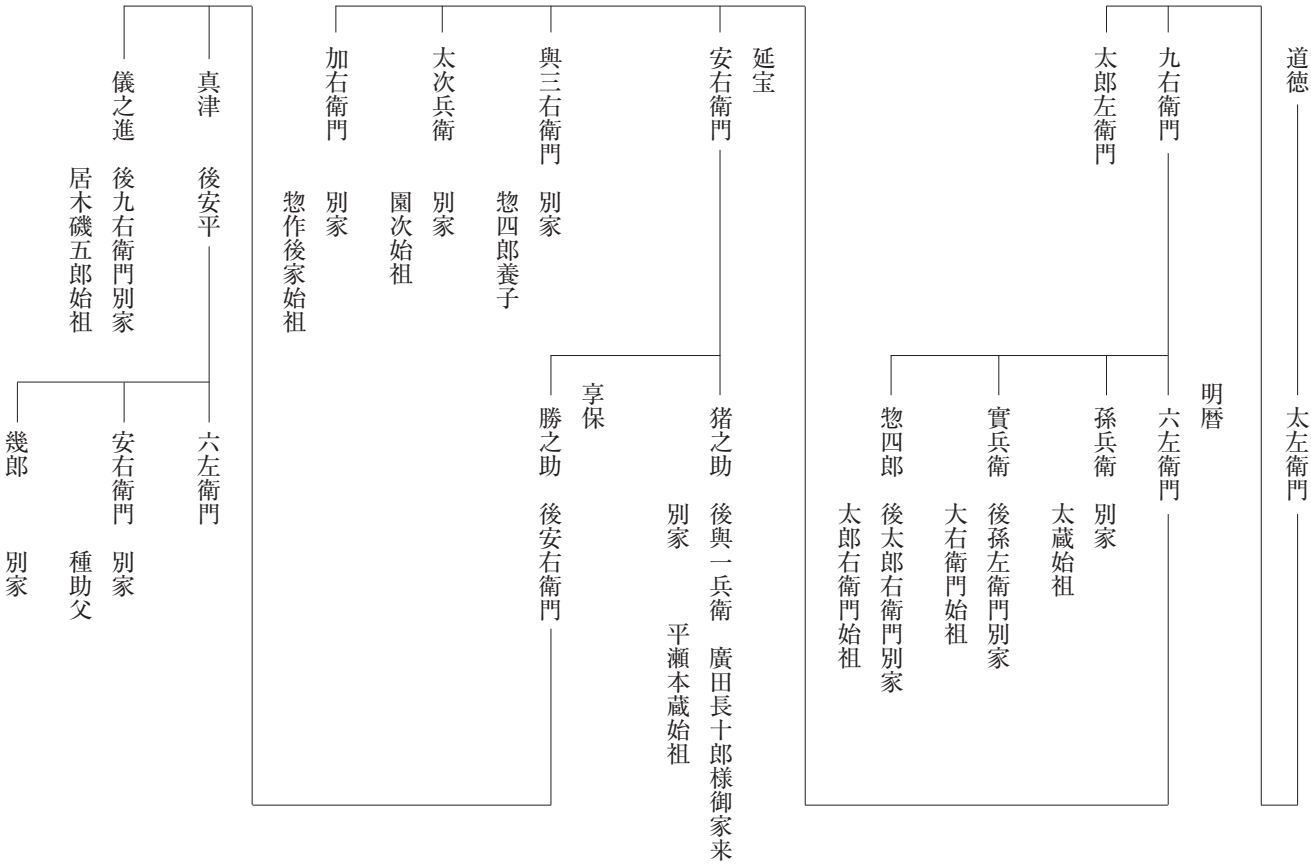 道徳
太左衛門
九右衛門
太郎左衛門
明暦
六左衛門
孫兵衛　別家
太蔵始祖
實兵衛　後孫左衛門別家
大右衛門始祖
惣四郎　後太郎右衛門別家
太郎右衛門始祖
延宝
安右衛門
與三右衛門　別家
惣四郎養子
太次兵衛　別家
園次始祖
加右衛門　別家
惣作後家始祖
猪之助　後與一兵衛　廣田長十郎様御家来
別家　平瀬本蔵始祖
享保
勝之助　後安右衛門
真津　後安平
儀之進　後九右衛門別家
居木磯五郎始祖
六左衛門
安右衛門　別家
種助父
幾郎　別家